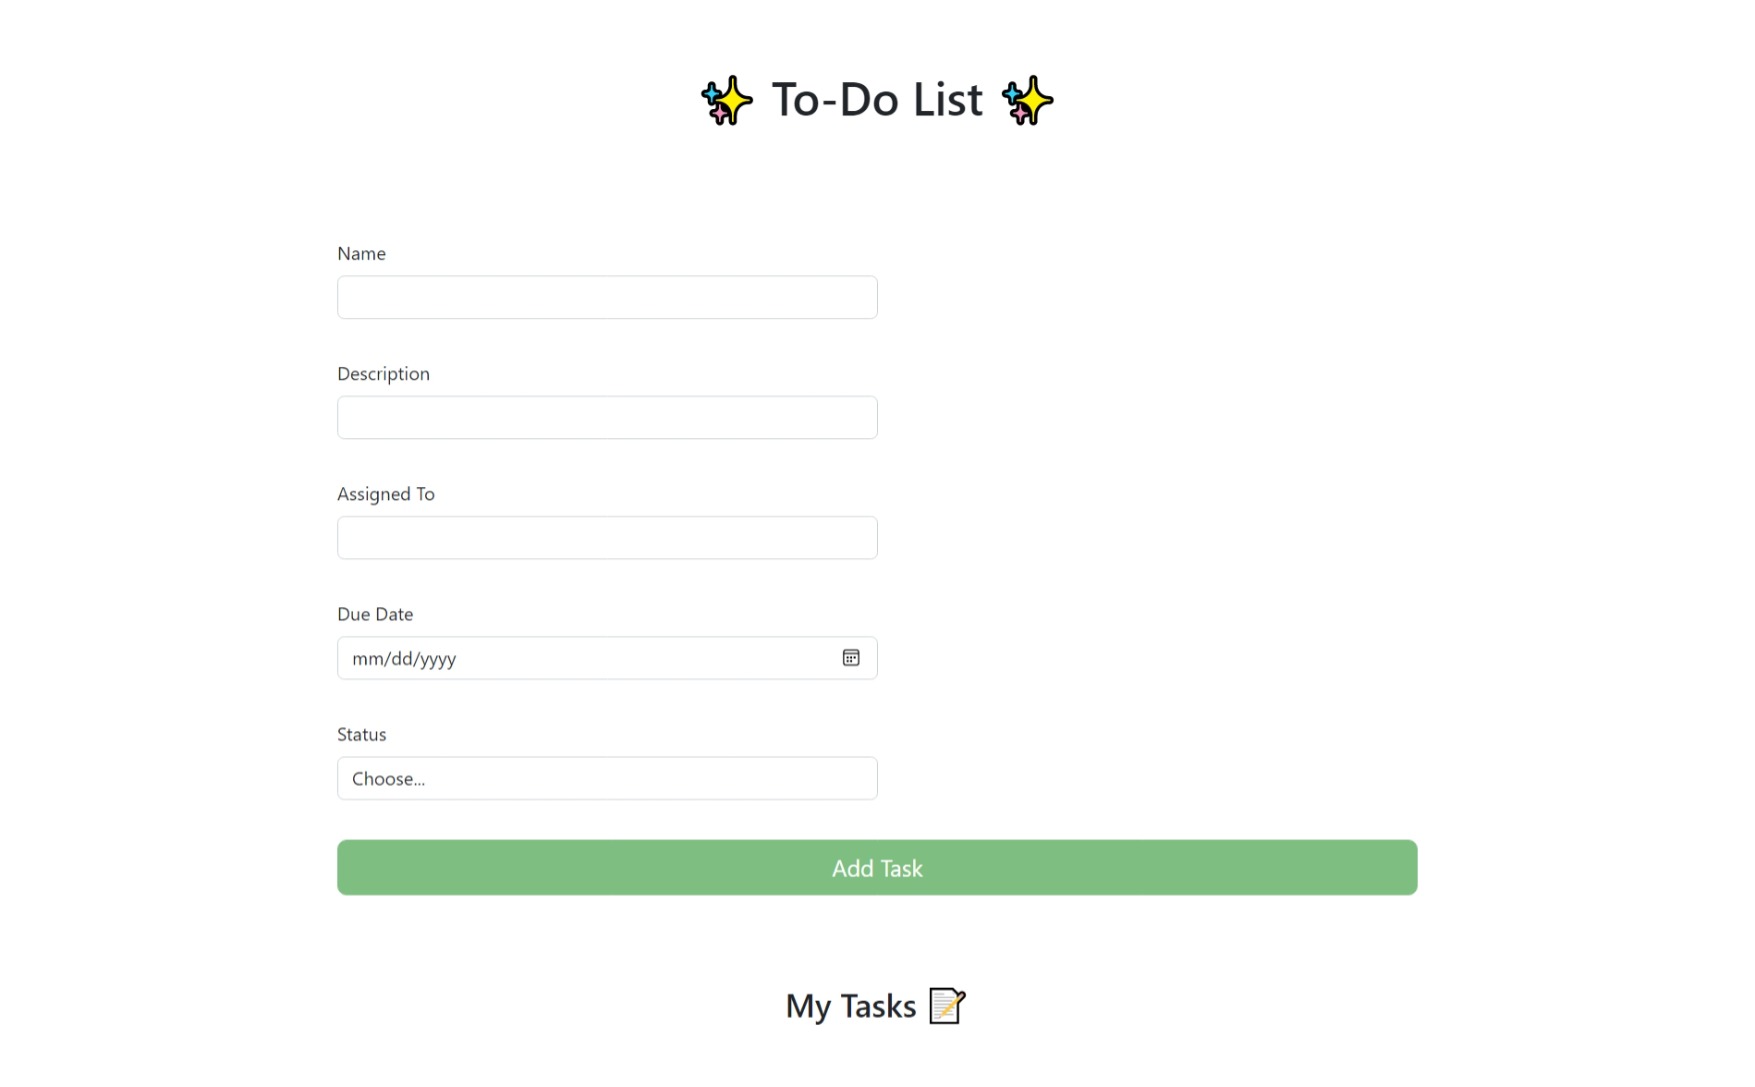 ✨ To-Do List ✨
Name
Description
Assigned To
Due Date
mm/dd/yyyy
Status
Choose...
Add Task
My Tasks 📝